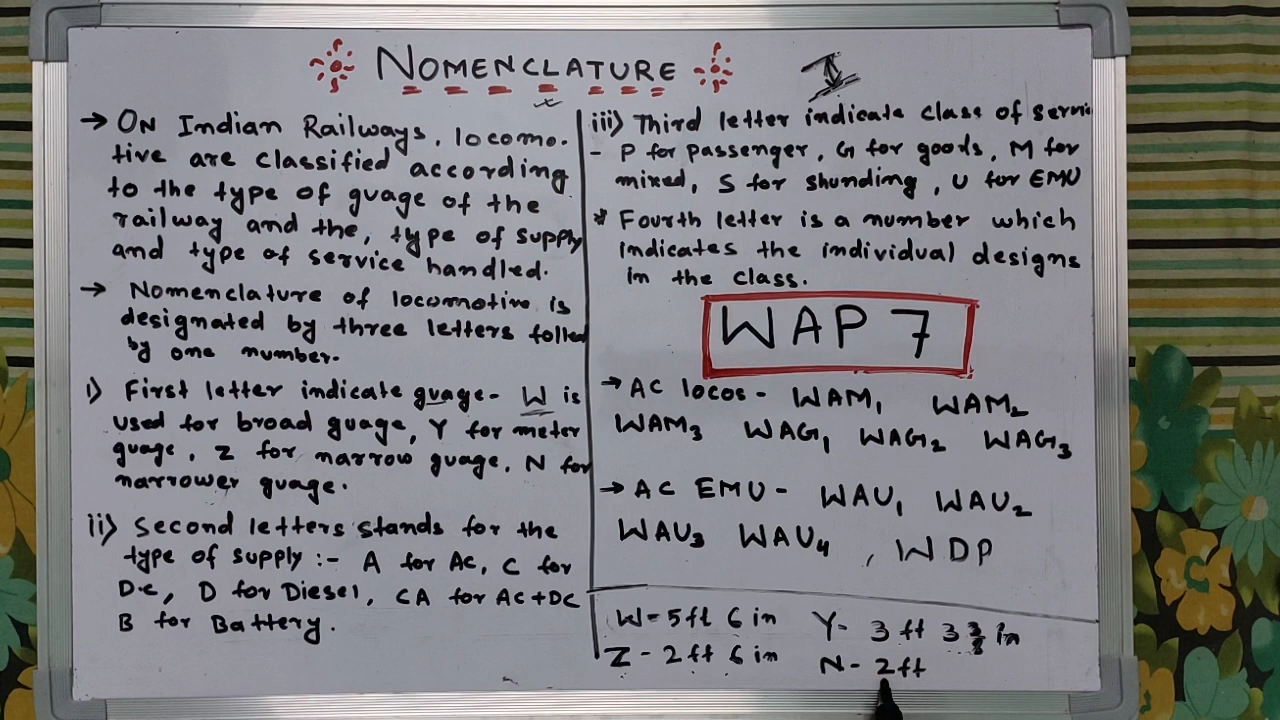 NOMENCLATURE
→ ON Indian Railways, locomo-
tive are classified according
to the type of guage of the
railway and the, type of supply
and type of service handled.
→ Nomenclature of locomotive is
designated by three letters follow
by one number.
i) First letter indicate guage- W is
used for broad guage, Y for meter
guage, Z for narrow guage, N for
narrower guage.
ii) Second letters stands for the
type of supply :- A for AC, C for
DC, D for Diesel, CA for AC+DC
B for Battery.
iii) Third letter indicate class of servi
- P for passenger, G for goods, M for
mixed, S for shunding, U for EMU
* Fourth letter is a number which
indicates the individual designs
in the class.
WAP 7
→ AC locos - WAM₁ WAM₂
WAM₃ WAG₁ WAG₂ WAG₃
→ AC EMU - WAU₁ WAU₂
WAU₃ WAU₄ , WDP
W-5ft 6 in Y- 3 ft 3 3/8 in
Z - 2 ft 6 in N- 2ft